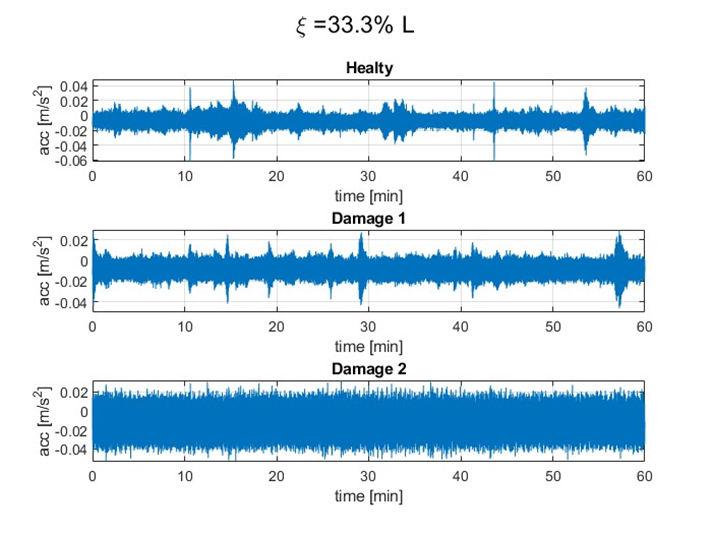 ξ =33.3% L
Healty
0.04
0.02
0
-0.02
-0.04
-0.06
acc [m/s²]
0 10 20 30 40 50 60
time [min]
Damage 1
0.02
0
-0.02
-0.04
acc [m/s²]
0 10 20 30 40 50 60
time [min]
Damage 2
0.02
0
-0.02
-0.04
acc [m/s²]
0 10 20 30 40 50 60
time [min]